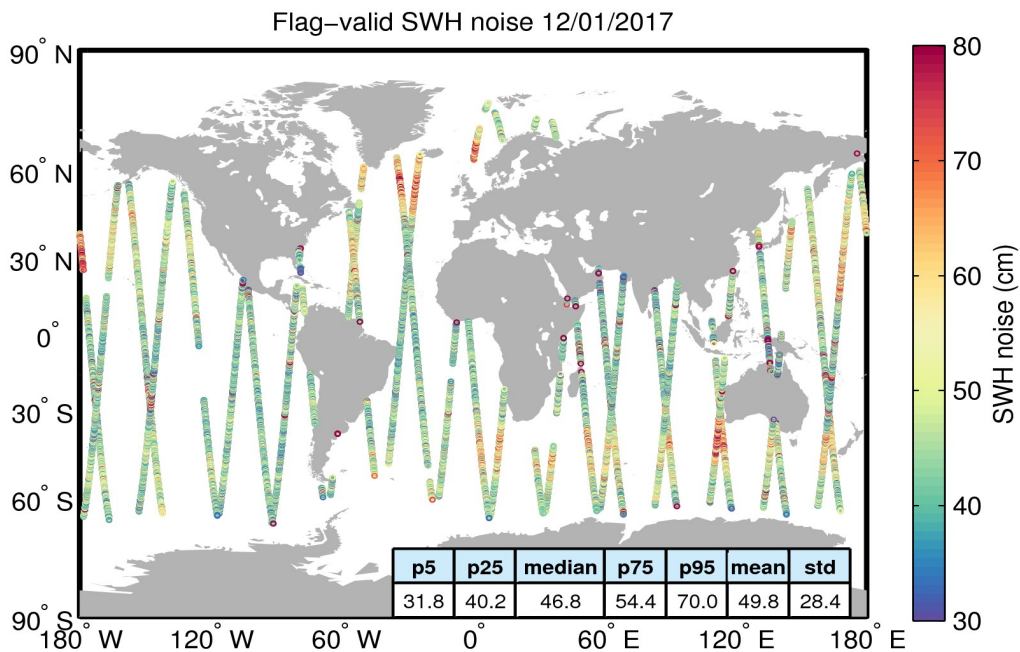 Flag−valid SWH noise 12/01/2017
90° N
60° N
30° N
0°
30° S
60° S
90° S
180° W
120° W
60° W
0°
60° E
120° E
180° E
80
70
60
50
40
30
SWH noise (cm)
p5 p25 median p75 p95 mean std
31.8 40.2 46.8 54.4 70.0 49.8 28.4